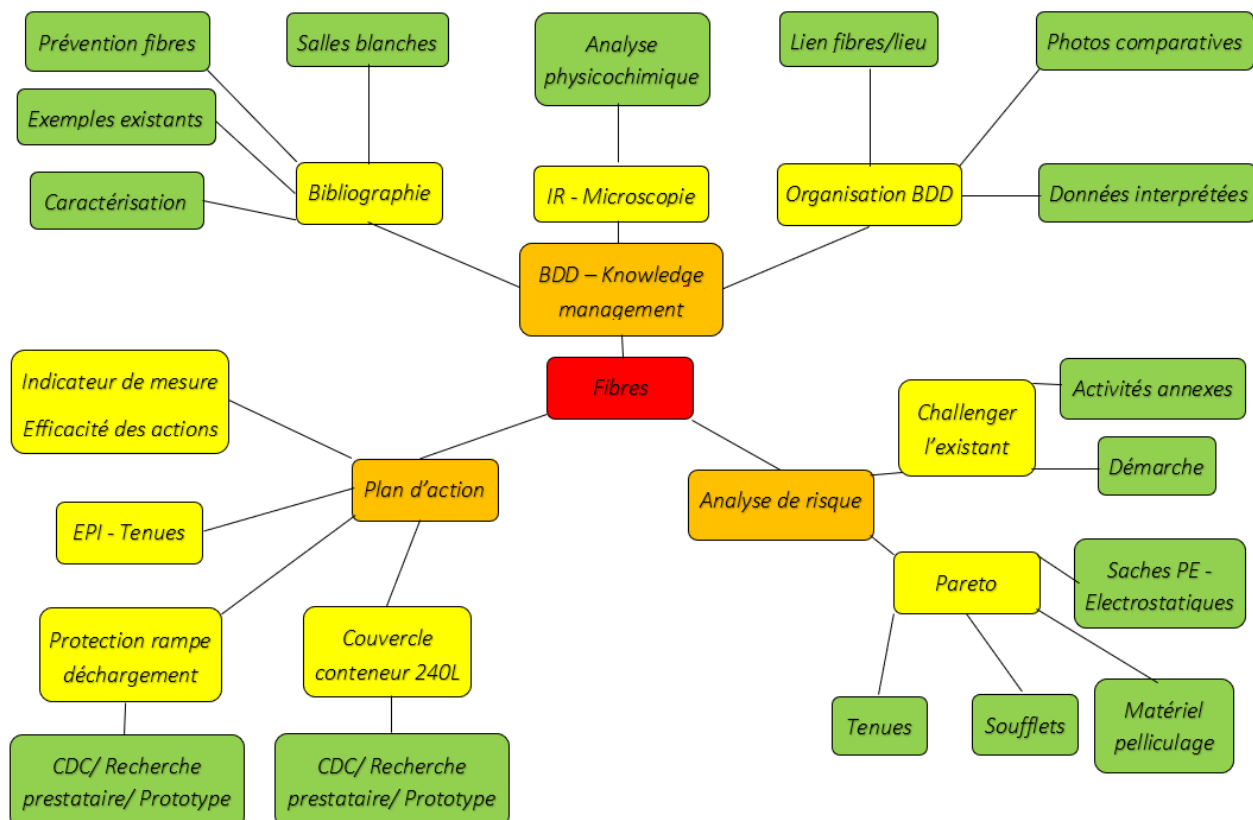 Prévention fibres
Salles blanches
Analyse
physicochimique
Lien fibres/lieu
Photos comparatives
Exemples existants
Caractérisation
Bibliographie
IR - Microscopie
Organisation BDD
Données interprétées
BDD – Knowledge
management
Fibres
Indicateur de mesure
Efficacité des actions
Plan d’action
EPI - Tenues
Protection rampe
déchargement
Couvercle
conteneur 240L
CDC/ Recherche
prestataire/ Prototype
CDC/ Recherche
prestataire/ Prototype
Analyse de risque
Challenger
l’existant
Activités annexes
Démarche
Pareto
Saches PE -
Electrostatiques
Tenues
Soufflets
Matériel
pelliculage